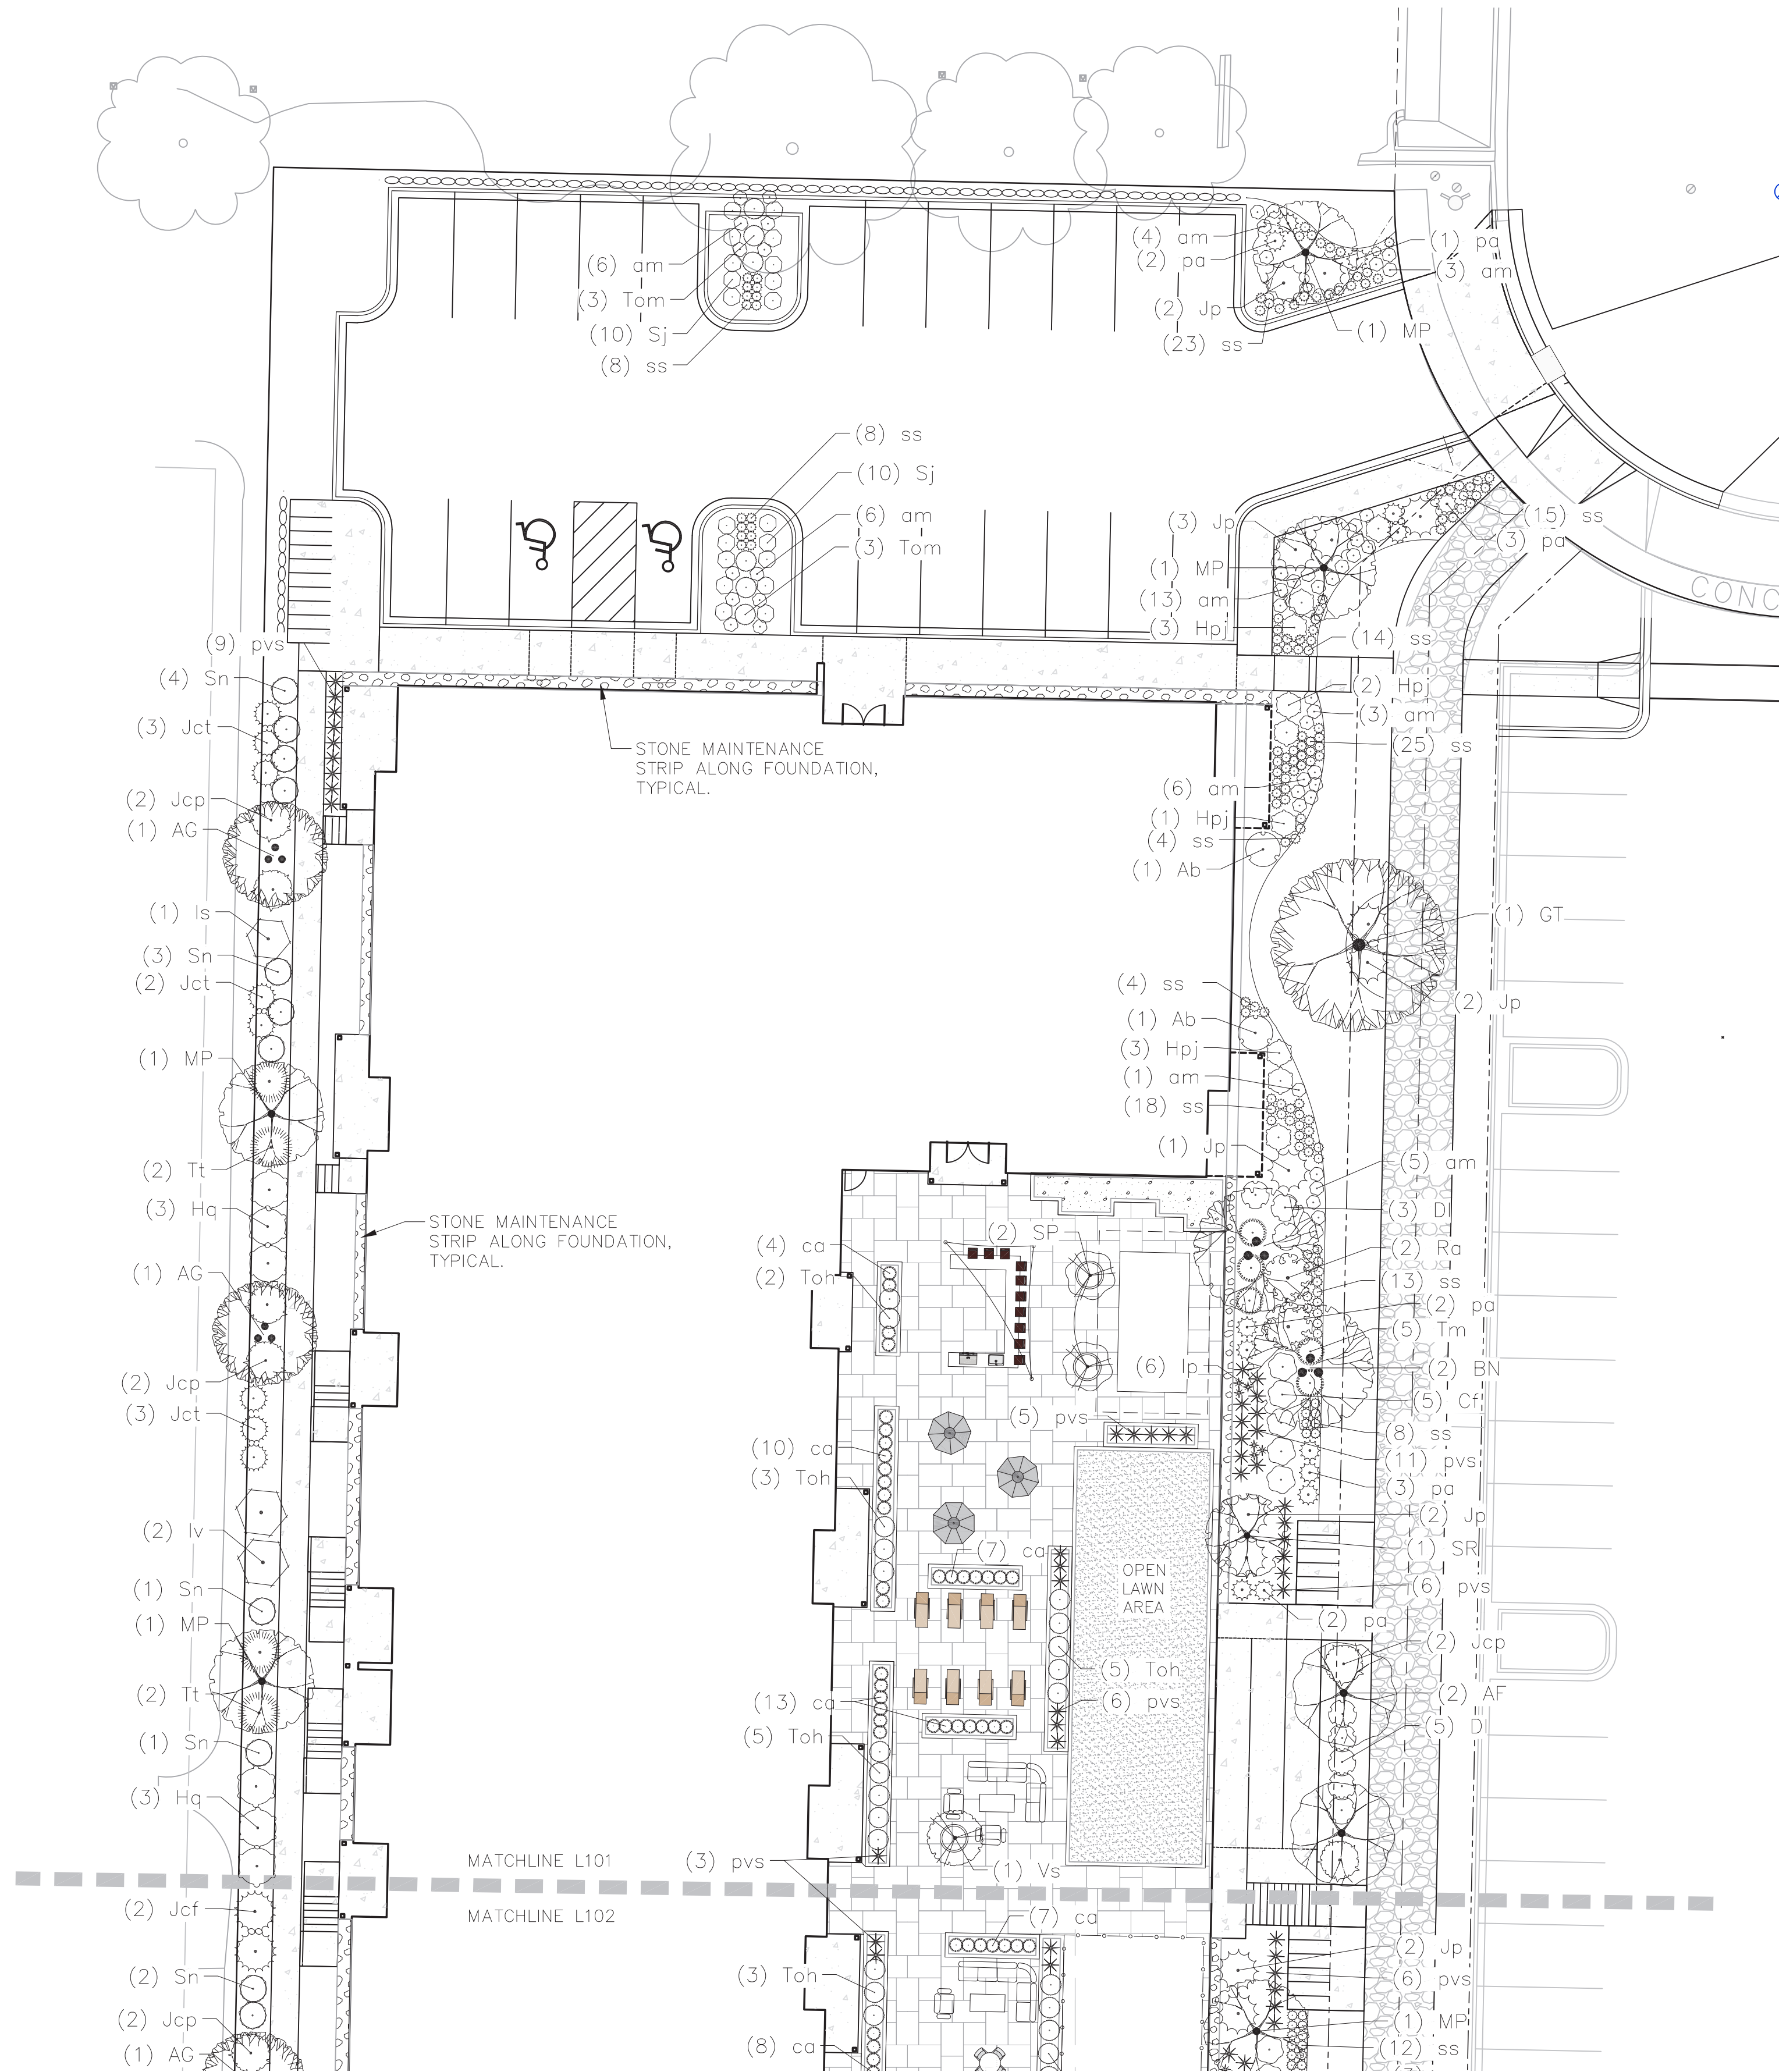 (6) am
(3) Tom
(10) Sj
(8) ss
(4) am
(2) pa
(2) Jp
(23) ss
(1) pa
(3) am
(1) MP
(8) ss
(10) Sj
(6) am
(3) Tom
(3) Jp
(1) MP
(13) am
(3) Hpj
(15) ss
(3) pa
(14) ss
CONC
(9) pvs
(4) Sn
(3) Jct
(2) Jcp
(1) AG
(1) Is
(3) Sn
(2) Jct
(1) MP
(2) Tt
(3) Hq
(1) AG
(2) Jcp
(3) Jct
(2) Iv
(1) Sn
(1) MP
(2) Tt
(1) Sn
(3) Hq
(2) Jcf
(2) Sn
(2) Jcp
(1) AG
STONE MAINTENANCE
STRIP ALONG FOUNDATION,
TYPICAL.
STONE MAINTENANCE
STRIP ALONG FOUNDATION,
TYPICAL.
(2) Hpj
(3) am
(25) ss
(6) am
(1) Hpj
(4) ss
(1) Ab
(1) GT
(2) Jp
(4) ss
(1) Ab
(3) Hpj
(1) am
(18) ss
(1) Jp
(5) am
(3) DI
(2) Ra
(13) ss
(2) pa
(5) Tm
(2) BN
(5) Cf
(8) ss
(11) pvs
(3) pa
(2) Jp
(1) SR
(6) pvs
(2) pa
(2) Jcp
(2) AF
(5) DI
(4) ca
(2) Toh
(2) SP
(6) Ip
(5) pvs
(10) ca
(3) Toh
(7) ca
OPEN
LAWN
AREA
(5) Toh
(6) pvs
(13) ca
(5) Toh
(3) pvs
(1) Vs
MATCHLINE L101
MATCHLINE L102
(7) ca
(3) Toh
(8) ca
(2) Jp
(6) pvs
(1) MP
(12) ss